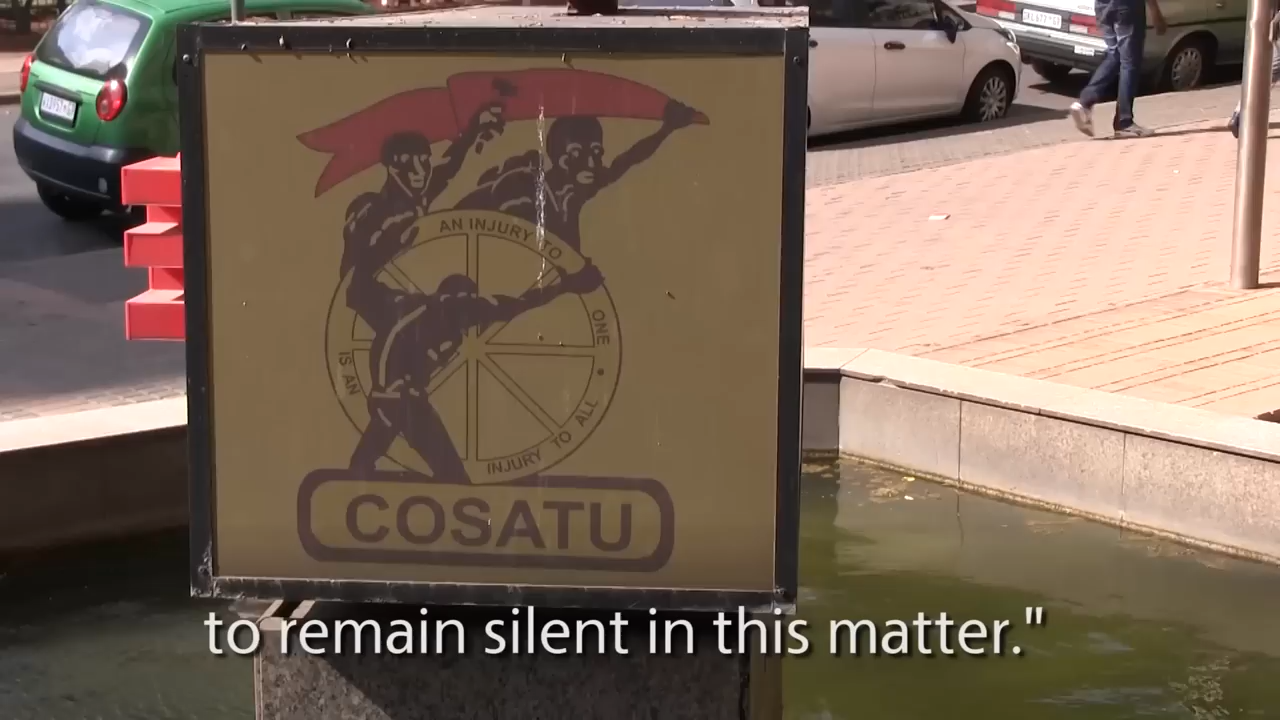 AN INJURY TO
ONE •
IS AN
INJURY TO ALL
COSATU
to remain silent in this matter."